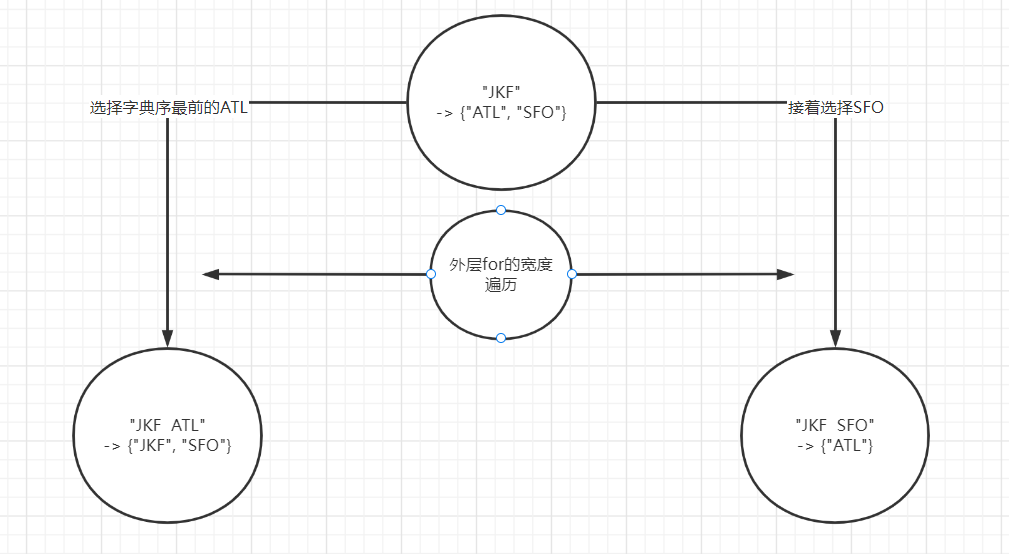 "JKF"
-> {"ATL", "SFO"}
选择字典序最前的ATL
接着选择SFO
外层for的宽度
遍历
"JKF  ATL"
-> {"JKF", "SFO"}
"JKF  SFO"
-> {"ATL"}